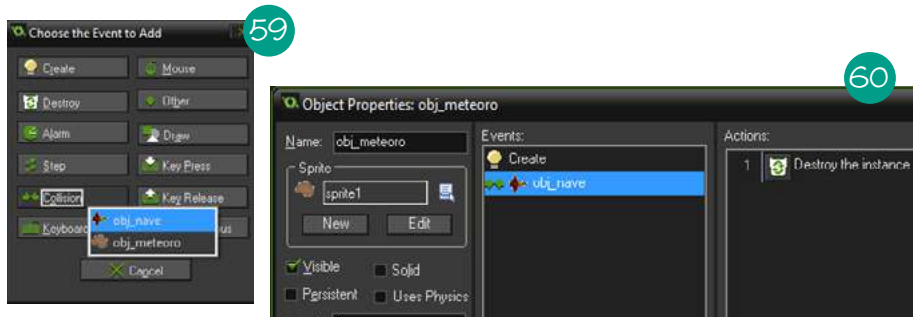 Choose the Event to Add
59
Create
Mouse
Destroy
Other
Alarm
Draw
Step
Key Press
Collision
Key Release
Keyboard
obj_nave
obj_meteoro
Cancel
60
Object Properties: obj_meteoro
Name: obj_meteoro
Sprite
sprite1
New Edit
Visible Solid
Persistent Uses Physics
Events:
Create
obj_nave
Actions:
1 Destroy the instance